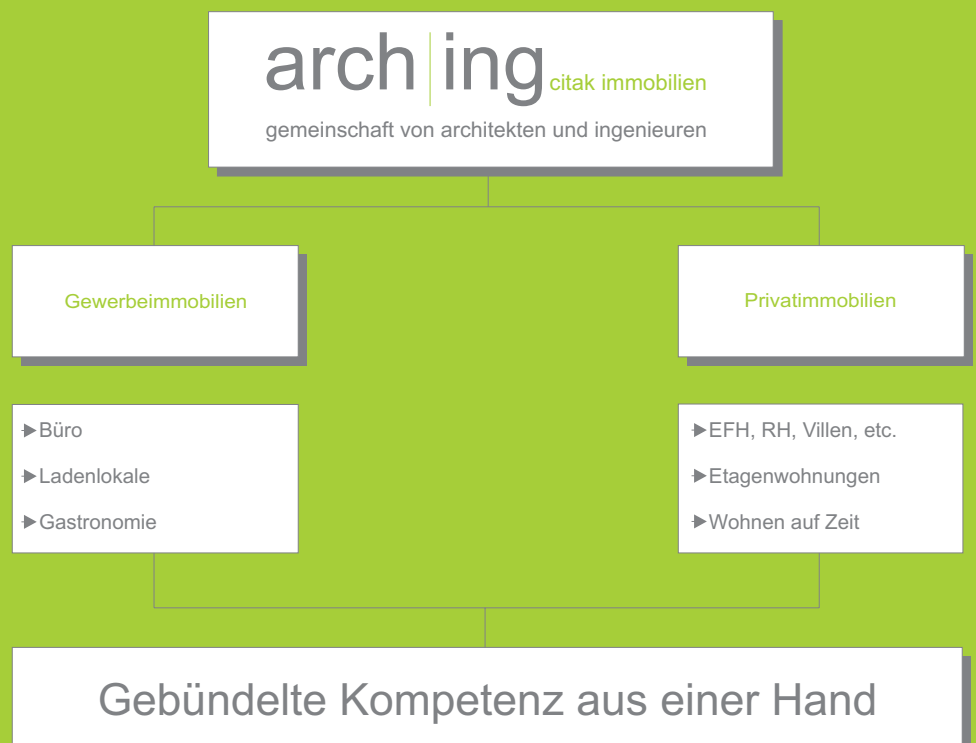 arch|ing citak immobilien
gemeinschaft von architekten und ingenieuren
Gewerbeimmobilien
Büro
Ladenlokale
Gastronomie
Privatimmobilien
EFH, RH, Villen, etc.
Etagenwohnungen
Wohnen auf Zeit
Gebündelte Kompetenz aus einer Hand